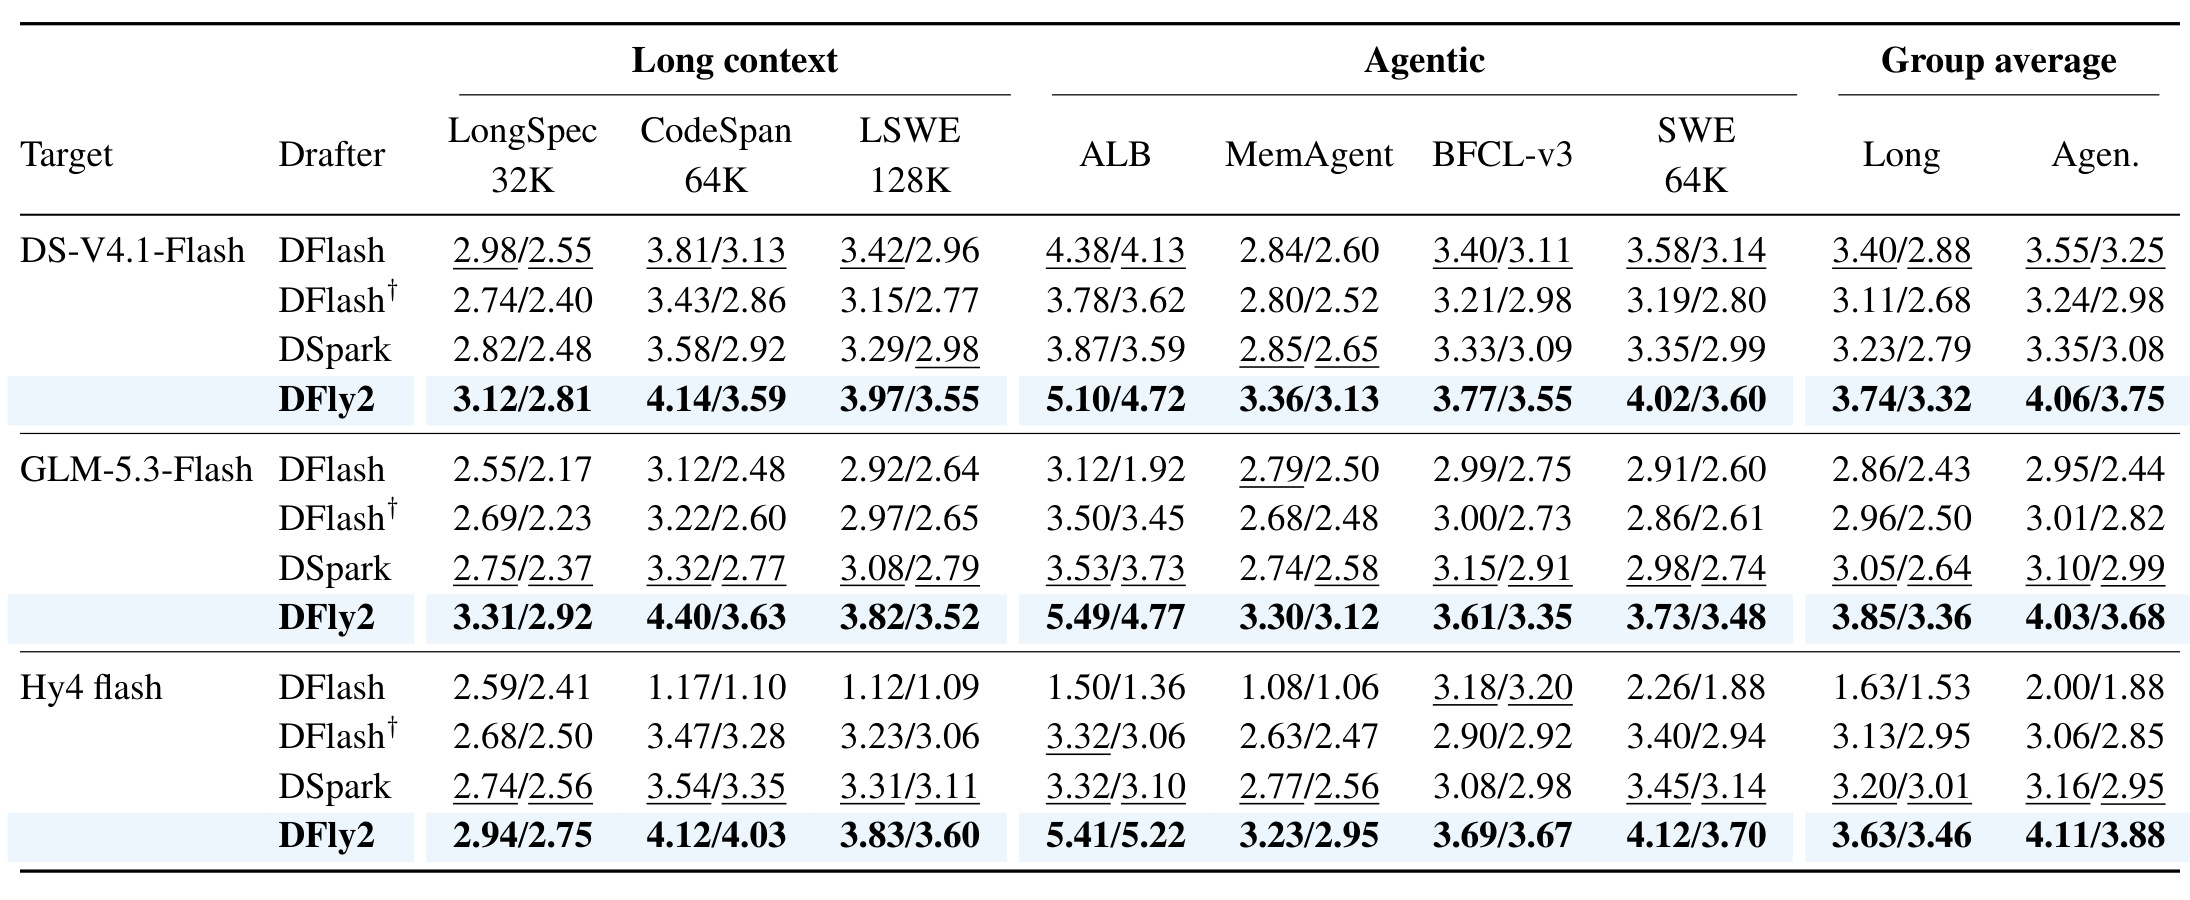 Long context Agentic Group average
Target Drafter LongSpec 32K CodeSpan 64K LSWE 128K ALB MemAgent BFCL-v3 SWE 64K Long Agen.
DS-V4.1-Flash DFlash 2.98/2.55 3.81/3.13 3.42/2.96 4.38/4.13 2.84/2.60 3.40/3.11 3.58/3.14 3.40/2.88 3.55/3.25
DFlash† 2.74/2.40 3.43/2.86 3.15/2.77 3.78/3.62 2.80/2.52 3.21/2.98 3.19/2.80 3.11/2.68 3.24/2.98
DSpark 2.82/2.48 3.58/2.92 3.29/2.98 3.87/3.59 2.85/2.65 3.33/3.09 3.35/2.99 3.23/2.79 3.35/3.08
DFly2 3.12/2.81 4.14/3.59 3.97/3.55 5.10/4.72 3.36/3.13 3.77/3.55 4.02/3.60 3.74/3.32 4.06/3.75
GLM-5.3-Flash DFlash 2.55/2.17 3.12/2.48 2.92/2.64 3.12/1.92 2.79/2.50 2.99/2.75 2.91/2.60 2.86/2.43 2.95/2.44
DFlash† 2.69/2.23 3.22/2.60 2.97/2.65 3.50/3.45 2.68/2.48 3.00/2.73 2.86/2.61 2.96/2.50 3.01/2.82
DSpark 2.75/2.37 3.32/2.77 3.08/2.79 3.53/3.73 2.74/2.58 3.15/2.91 2.98/2.74 3.05/2.64 3.10/2.99
DFly2 3.31/2.92 4.40/3.63 3.82/3.52 5.49/4.77 3.30/3.12 3.61/3.35 3.73/3.48 3.85/3.36 4.03/3.68
Hy4 flash DFlash 2.59/2.41 1.17/1.10 1.12/1.09 1.50/1.36 1.08/1.06 3.18/3.20 2.26/1.88 1.63/1.53 2.00/1.88
DFlash† 2.68/2.50 3.47/3.28 3.23/3.06 3.32/3.06 2.63/2.47 2.90/2.92 3.40/2.94 3.13/2.95 3.06/2.85
DSpark 2.74/2.56 3.54/3.35 3.31/3.11 3.32/3.10 2.77/2.56 3.08/2.98 3.45/3.14 3.20/3.01 3.16/2.95
DFly2 2.94/2.75 4.12/4.03 3.83/3.60 5.41/5.22 3.23/2.95 3.69/3.67 4.12/3.70 3.63/3.46 4.11/3.88